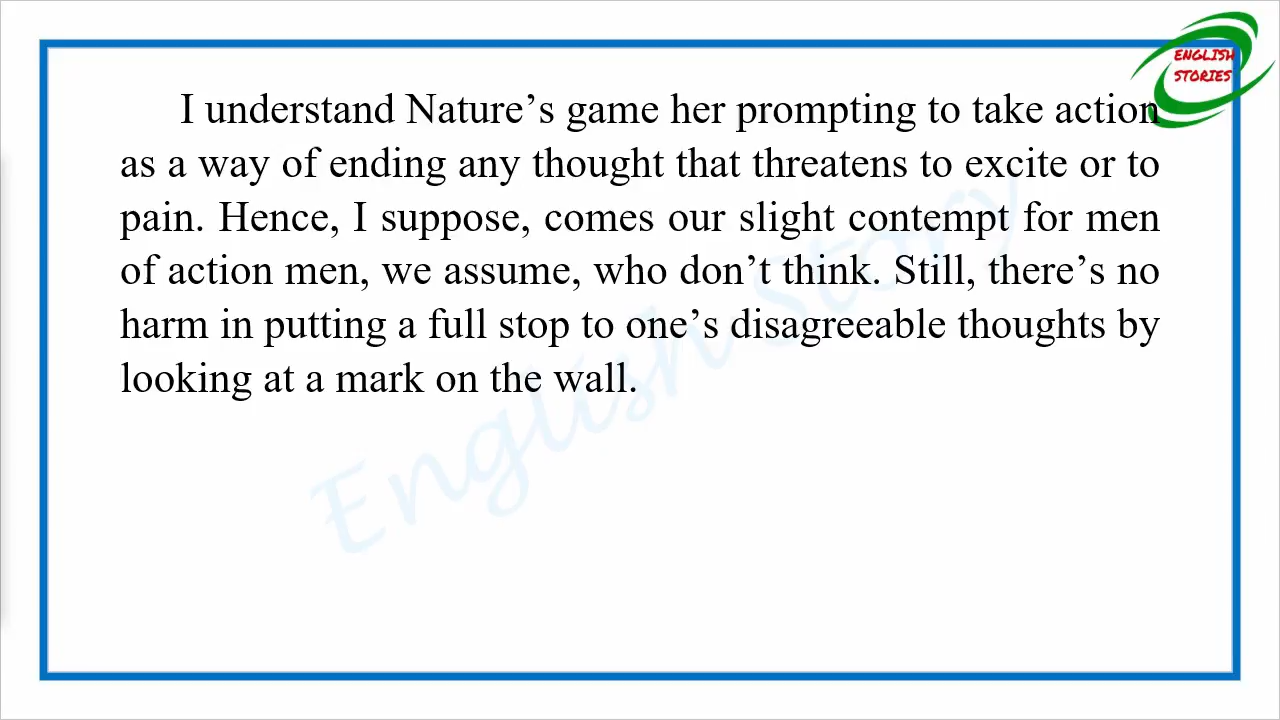 ENGLISH
STORIES
I understand Nature’s game her prompting to take action
as a way of ending any thought that threatens to excite or to
pain. Hence, I suppose, comes our slight contempt for men
of action men, we assume, who don’t think. Still, there’s no
harm in putting a full stop to one’s disagreeable thoughts by
looking at a mark on the wall.
English Story